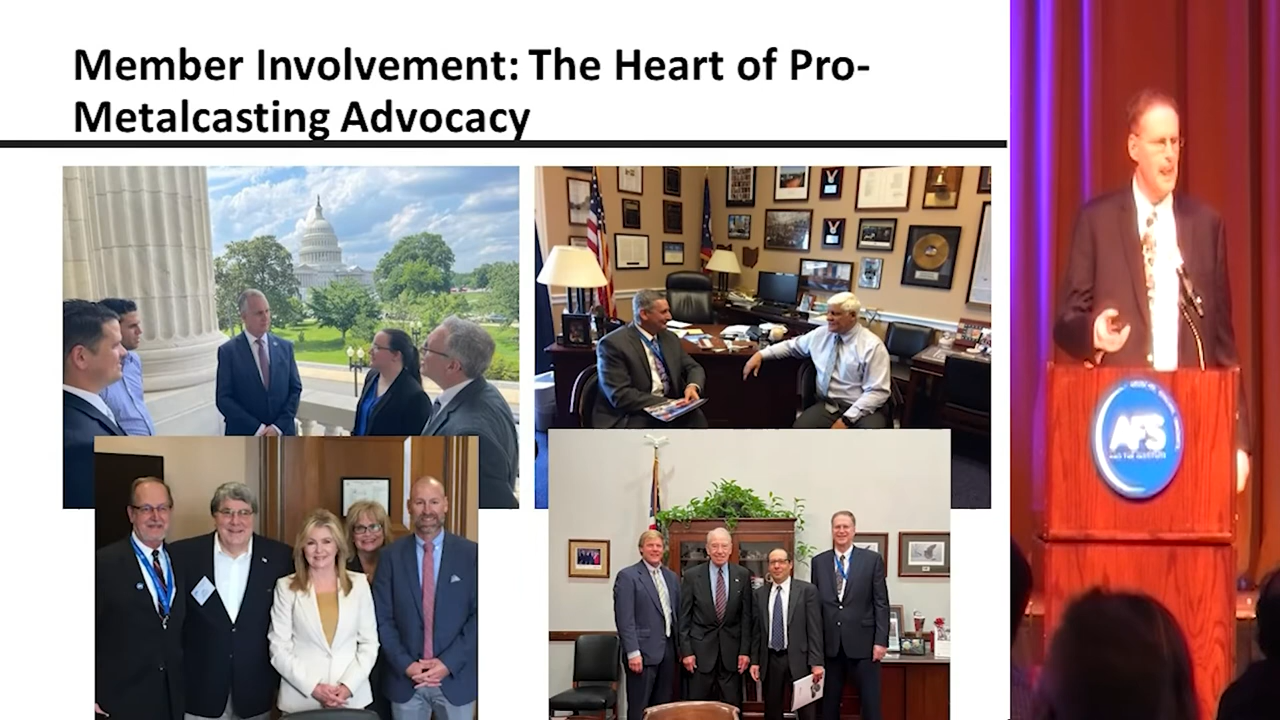 Member Involvement: The Heart of Pro-
Metalcasting Advocacy
AFS